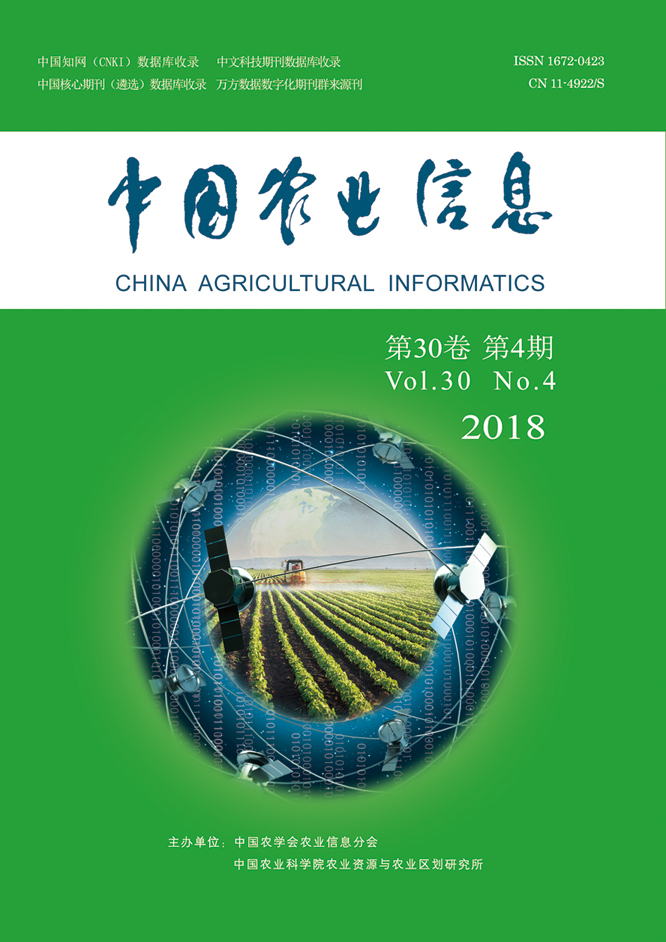 中国知网（CNKI）数据库收录 中文科技期刊数据库收录 ISSN 1672-0423
中国核心期刊（遴选）数据库收录 万方数据数字化期刊群来源刊 CN 11-4922/S
中国农业信息
CHINA AGRICULTURAL INFORMATICS
第30卷 第4期
Vol.30 No.4
2018
主办单位：中国农学会农业信息分会
中国农业科学院农业资源与农业区划研究所